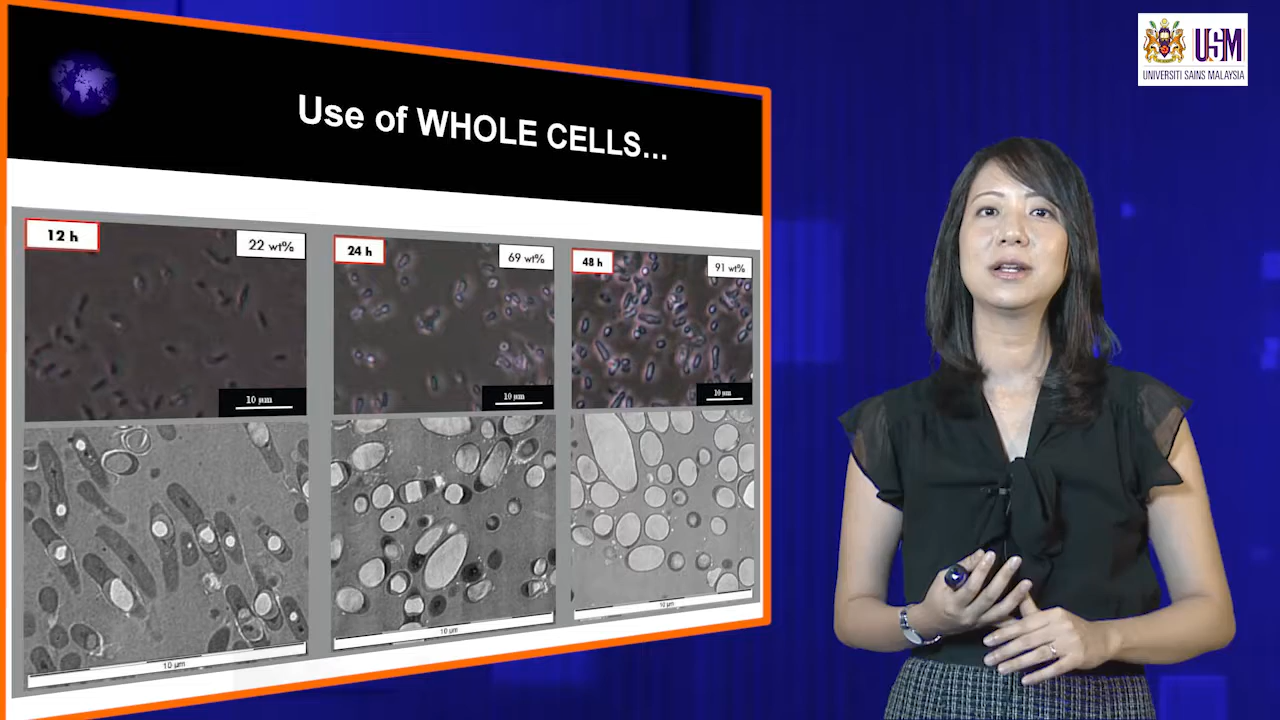 Use of WHOLE CELLS...
USM
UNIVERSITI SAINS MALAYSIA
12 h
22 wt%
24 h
69 wt%
48 h
91 wt%
10 µm
10 µm
10 µm
10 µm
10 µm
10 µm